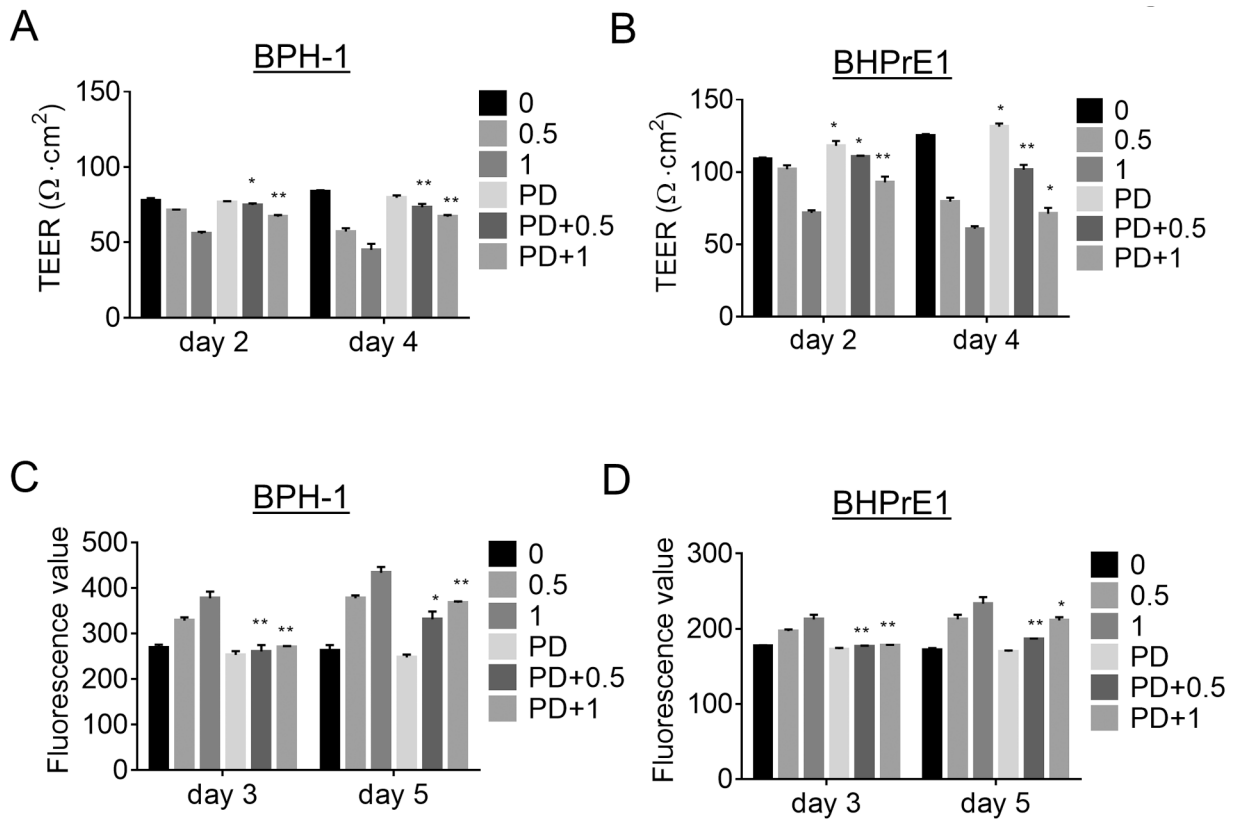 A
BPH-1
TEER (Ω·cm²)
150
100
50
0
* ** ** **
day 2 day 4
0
0.5
1
PD
PD+0.5
PD+1
B
BHPrE1
TEER (Ω·cm²)
150
100
50
0
* * ** * ** *
day 2 day 4
0
0.5
1
PD
PD+0.5
PD+1
C
BPH-1
Fluorescence value
500
400
300
200
100
0
** ** * **
day 3 day 5
0
0.5
1
PD
PD+0.5
PD+1
D
BHPrE1
Fluorescence value
300
200
100
0
** ** ** *
day 3 day 5
0
0.5
1
PD
PD+0.5
PD+1